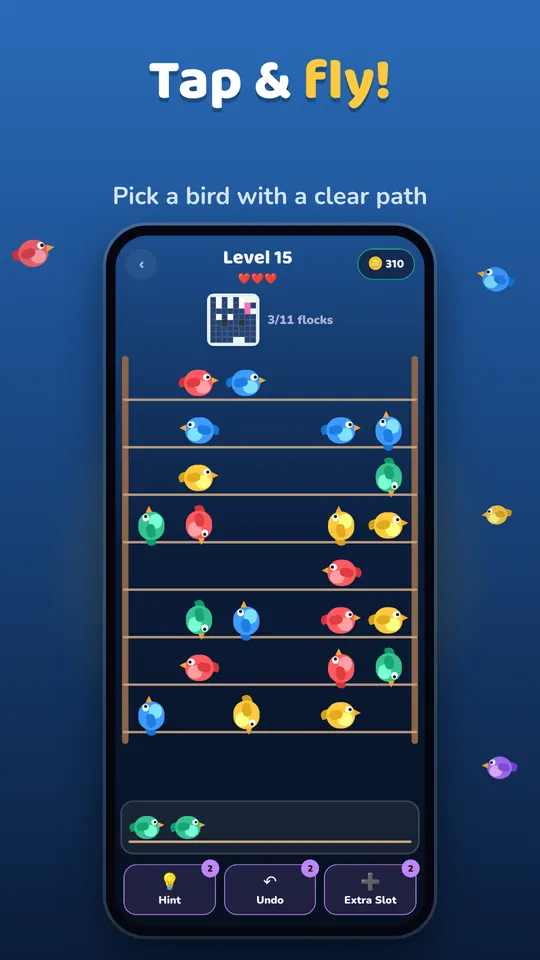 Tap & fly!
Pick a bird with a clear path
‹
Level 15
310
3/11 flocks
2
Hint
2
Undo
2
Extra Slot